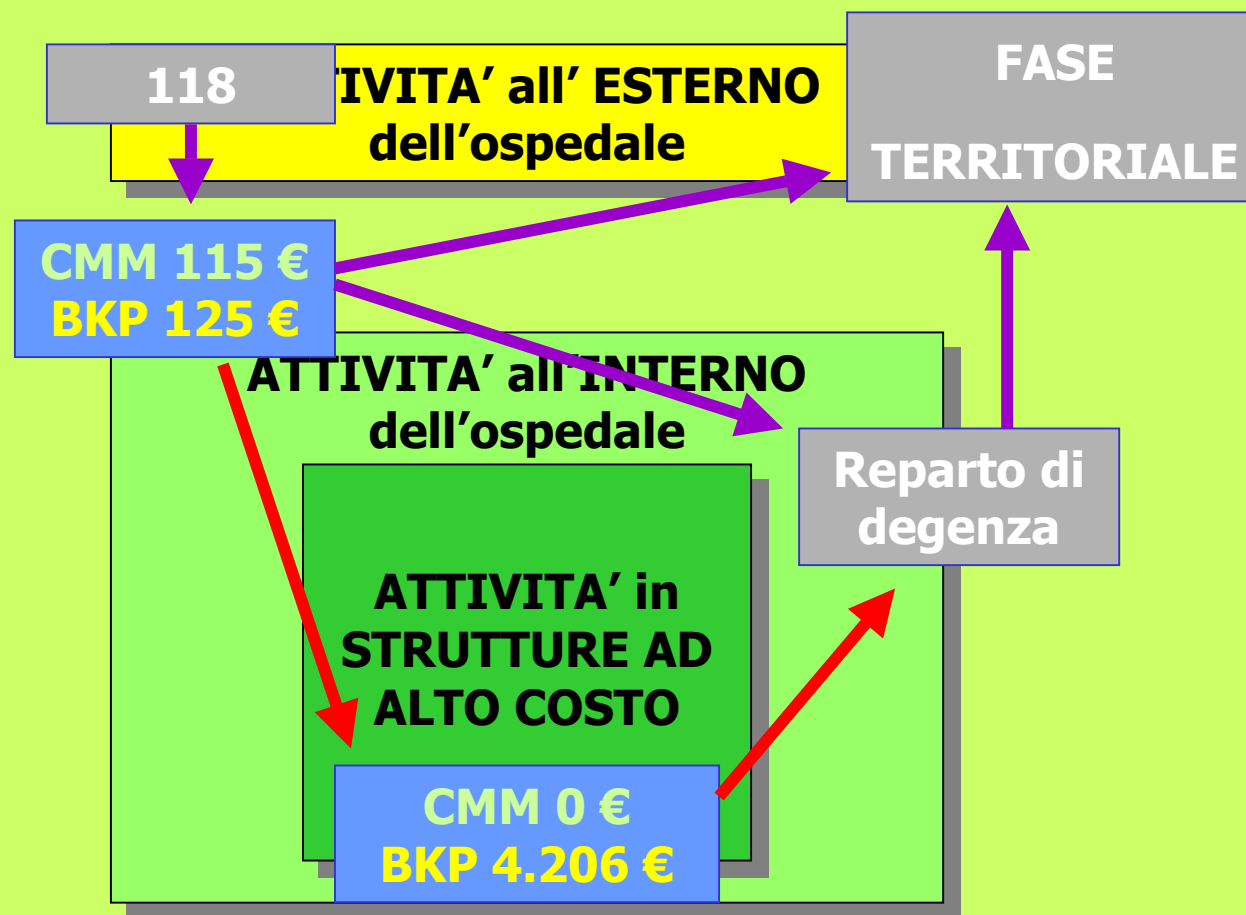 118
IVITA’ all’ ESTERNO
dell’ospedale
FASE
TERRITORIALE
CMM 115 €
BKP 125 €
ATTIVITA’ all’INTERNO
dell’ospedale
Reparto di
degenza
ATTIVITA’ in
STRUTTURE AD
ALTO COSTO
CMM 0 €
BKP 4.206 €